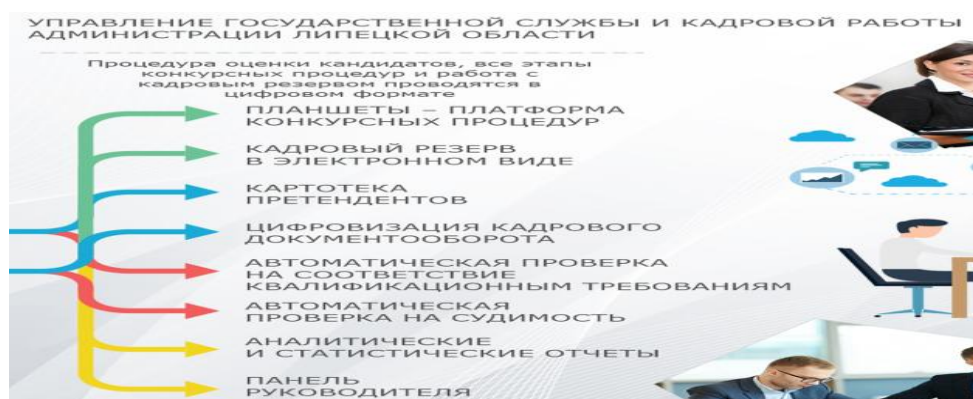 УПРАВЛЕНИЕ ГОСУДАРСТВЕННОЙ СЛУЖБЫ И КАДРОВОЙ РАБОТЫ
АДМИНИСТРАЦИИ ЛИПЕЦКОЙ ОБЛАСТИ
Процедура оценки кандидатов, все этапы
конкурсных процедур и работа с
кадровым резервом проводятся в
цифровом формате
ПЛАНШЕТЫ – ПЛАТФОРМА
КОНКУРСНЫХ ПРОЦЕДУР
КАДРОВЫЙ РЕЗЕРВ
В ЭЛЕКТРОННОМ ВИДЕ
КАРТОТЕКА
ПРЕТЕНДЕНТОВ
ЦИФРОВИЗАЦИЯ КАДРОВОГО
ДОКУМЕНТООБОРОТА
АВТОМАТИЧЕСКАЯ ПРОВЕРКА
НА СООТВЕТСТВИЕ
КВАЛИФИКАЦИОННЫМ ТРЕБОВАНИЯМ
АВТОМАТИЧЕСКАЯ
ПРОВЕРКА НА СУДИМОСТЬ
АНАЛИТИЧЕСКИЕ
И СТАТИСТИЧЕСКИЕ ОТЧЕТЫ
ПАНЕЛЬ
РУКОВОДИТЕЛЯ